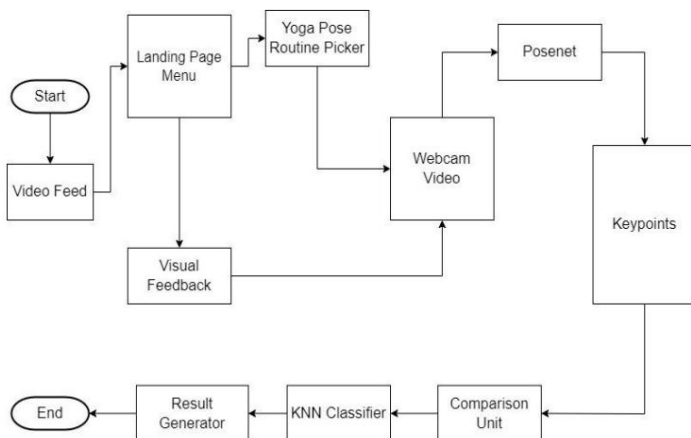 Start
Video Feed
Landing Page
Menu
Yoga Pose
Routine Picker
Visual
Feedback
Webcam
Video
Posenet
Keypoints
Comparison
Unit
KNN Classifier
Result
Generator
End